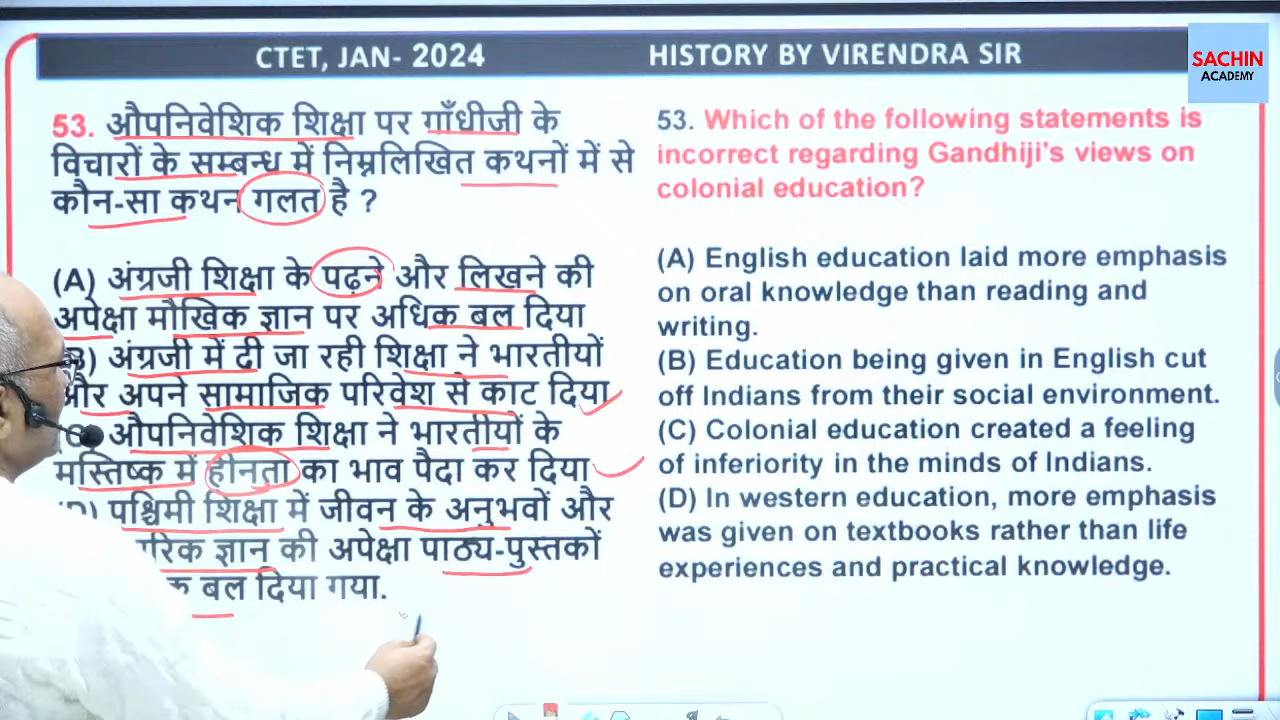 CTET, JAN- 2024
HISTORY BY VIRENDRA SIR
SACHIN
ACADEMY
53. औपनिवेशिक शिक्षा पर गाँधीजी के
विचारों के सम्बन्ध में निम्नलिखित कथनों में से
कौन-सा कथन गलत है ?
(A) अंग्रजी शिक्षा के पढ़ने और लिखने की
अपेक्षा मौखिक ज्ञान पर अधिक बल दिया
अंग्रजी में दी जा रही शिक्षा ने भारतीयों
और अपने सामाजिक परिवेश से काट दिया
औपनिवेशिक शिक्षा ने भारतीयों के
मस्तिष्क में हीनता का भाव पैदा कर दिया
पश्चिमी शिक्षा में जीवन के अनुभवों और
ज्ञान की अपेक्षा पाठ्य-पुस्तकों
बल दिया गया.
53. Which of the following statements is
incorrect regarding Gandhiji's views on
colonial education?
(A) English education laid more emphasis
on oral knowledge than reading and
writing.
(B) Education being given in English cut
off Indians from their social environment.
(C) Colonial education created a feeling
of inferiority in the minds of Indians.
(D) In western education, more emphasis
was given on textbooks rather than life
experiences and practical knowledge.